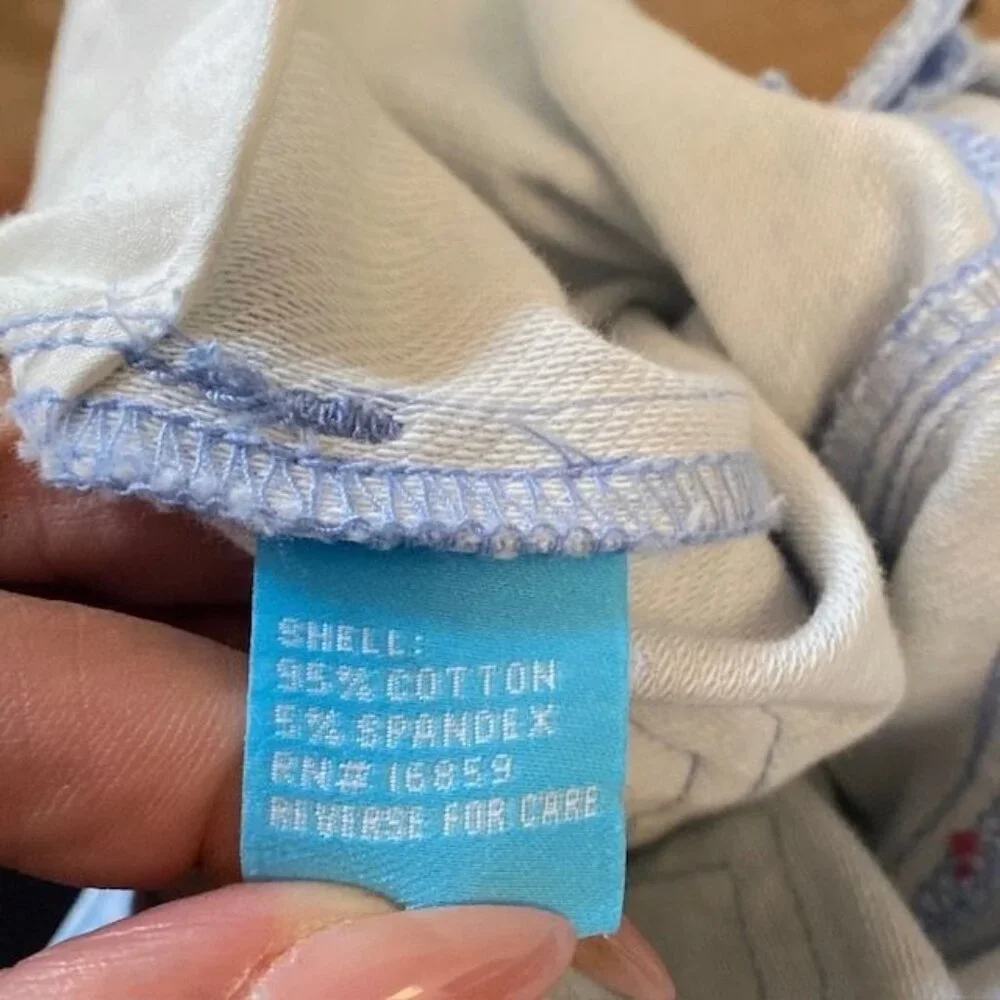 SHELL:
95% COTTON
5% SPANDEX
RN# 16859
REVERSE FOR CARE